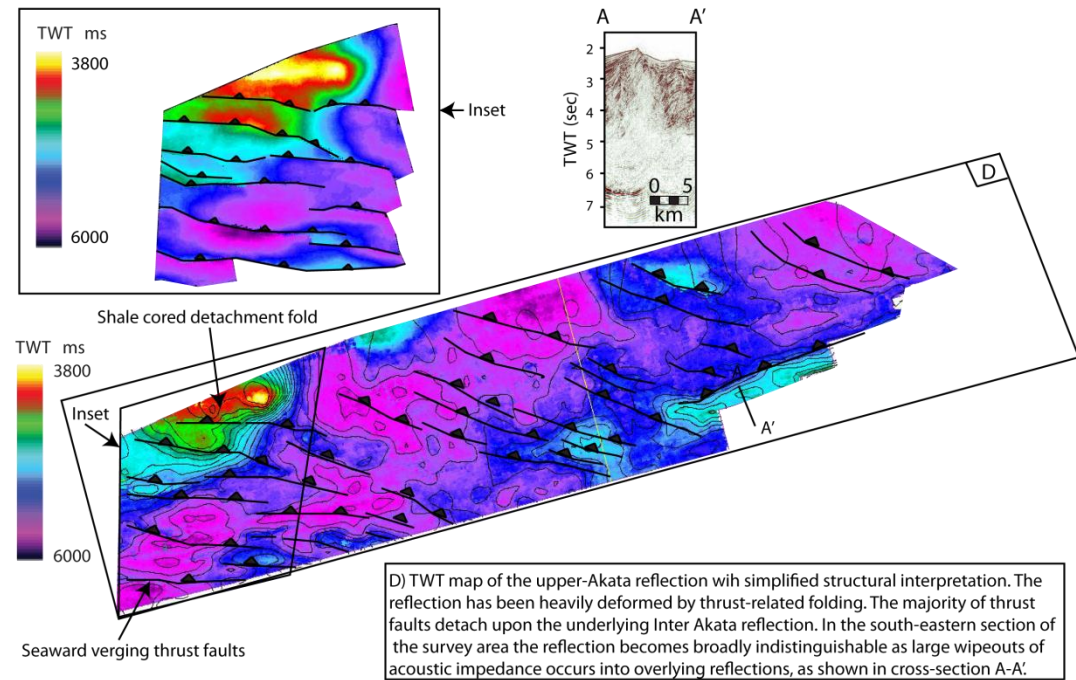 TWT ms
3800
6000
Inset
A A'
TWT (sec)
2
3
4
5
6
7
0 5
km
D
Shale cored detachment fold
TWT ms
3800
6000
Inset
A
A'
Seaward verging thrust faults
D) TWT map of the upper-Akata reflection wih simplified structural interpretation. The
reflection has been heavily deformed by thrust-related folding. The majority of thrust
faults detach upon the underlying Inter Akata reflection. In the south-eastern section of
the survey area the reflection becomes broadly indistinguishable as large wipeouts of
acoustic impedance occurs into overlying reflections, as shown in cross-section A-A'.